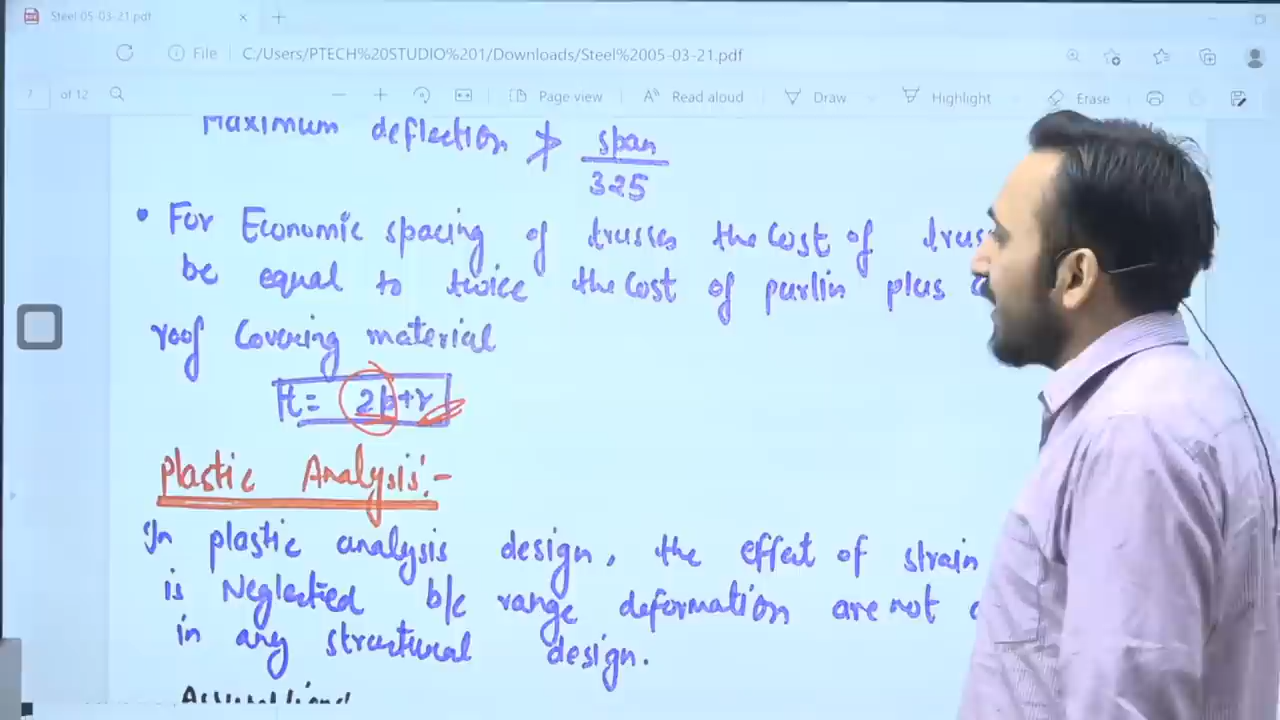 Steel-05-03-21.pdf
File C:/Users/PTECH%20STUDIO%201/Downloads/Steel%2005-03-21.pdf
7 of 12 Page view Read aloud Draw Highlight Erase
Maximum deflection ≯ span/325
• For Economic spacing of trusses the Cost of
be equal to twice the Cost of purlin plus
roof Covering material
t = 2p+r
Plastic Analysis:-
In plastic analysis design, the effect of strain
is Neglected b/c range deformation are not
in any structural design.